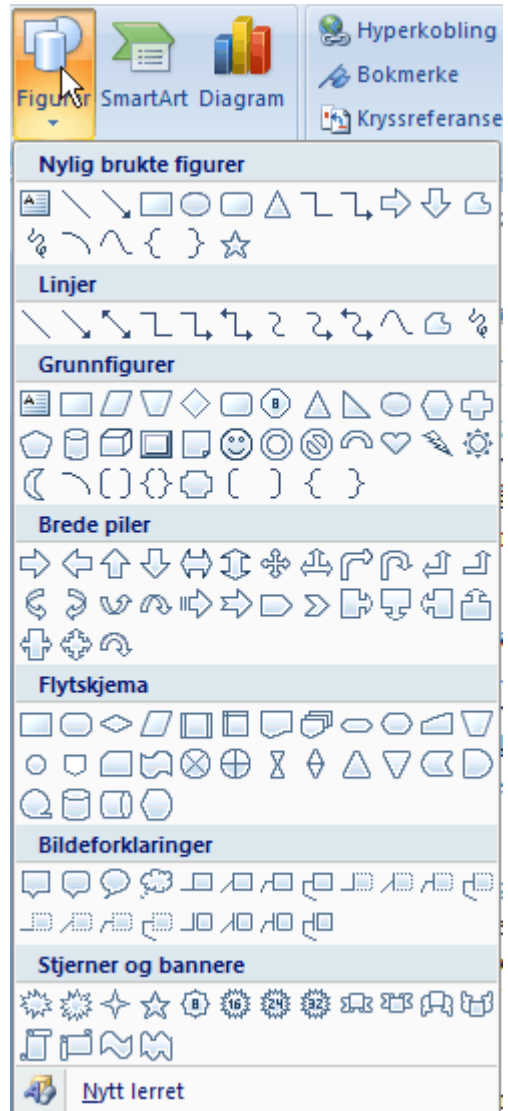 Hyperkobling
Bokmerke
Figurer SmartArt Diagram
Kryssreferanse
Nylig brukte figurer
Linjer
Grunnfigurer
Brede piler
Flytskjema
Bildeforklaringer
Stjerner og bannere
Nytt lerret